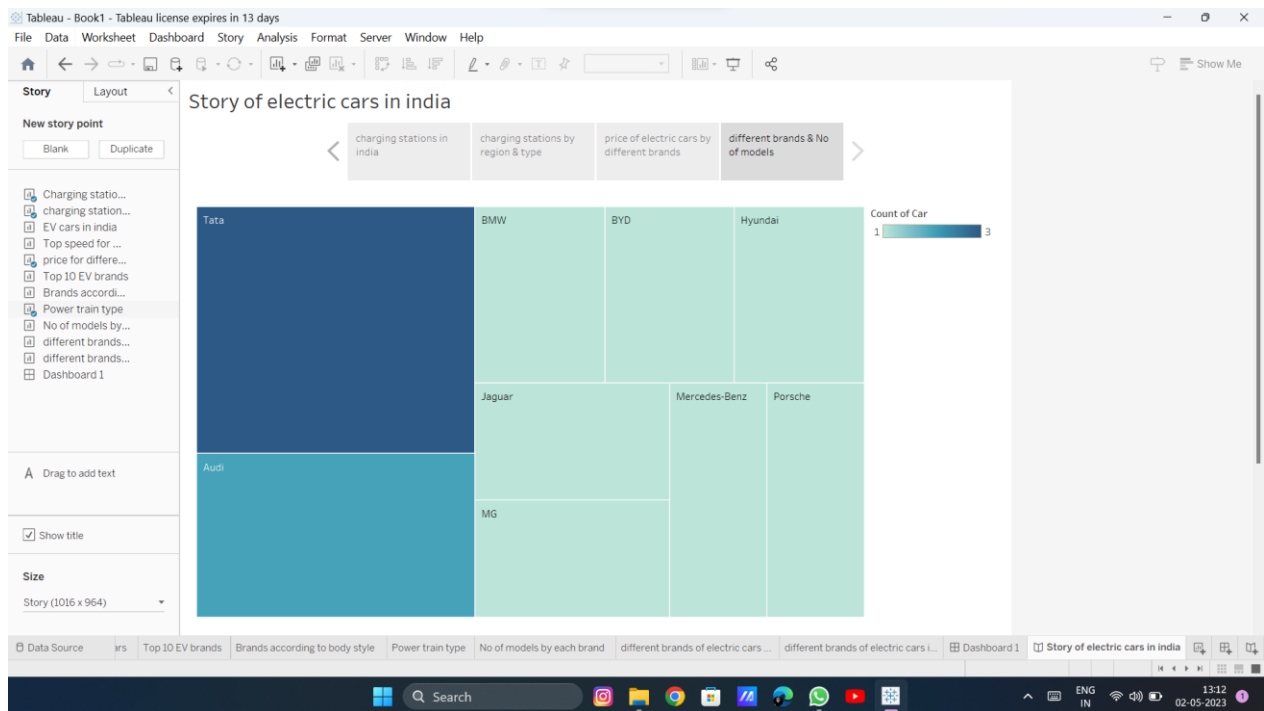 Tableau - Book1 - Tableau license expires in 13 days
File Data Worksheet Dashboard Story Analysis Format Server Window Help
Show Me
Story Layout
New story point
Blank Duplicate
Charging statio...
charging station...
EV cars in india
Top speed for ...
price for differe...
Top 10 EV brands
Brands accordi...
Power train type
No of models by...
different brands...
different brands...
Dashboard 1
A Drag to add text
Show title
Size
Story (1016 x 964)
Story of electric cars in india
charging stations in
india
charging stations by
region & type
price of electric cars by
different brands
different brands & No
of models
Tata
BMW
BYD
Hyundai
Audi
Jaguar
Mercedes-Benz
Porsche
MG
Count of Car
1 3
Data Source ars Top 10 EV brands Brands according to body style Power train type No of models by each brand different brands of electric cars ... different brands of electric cars i... Dashboard 1 Story of electric cars in india
Search
ENG
IN
13:12
02-05-2023
1